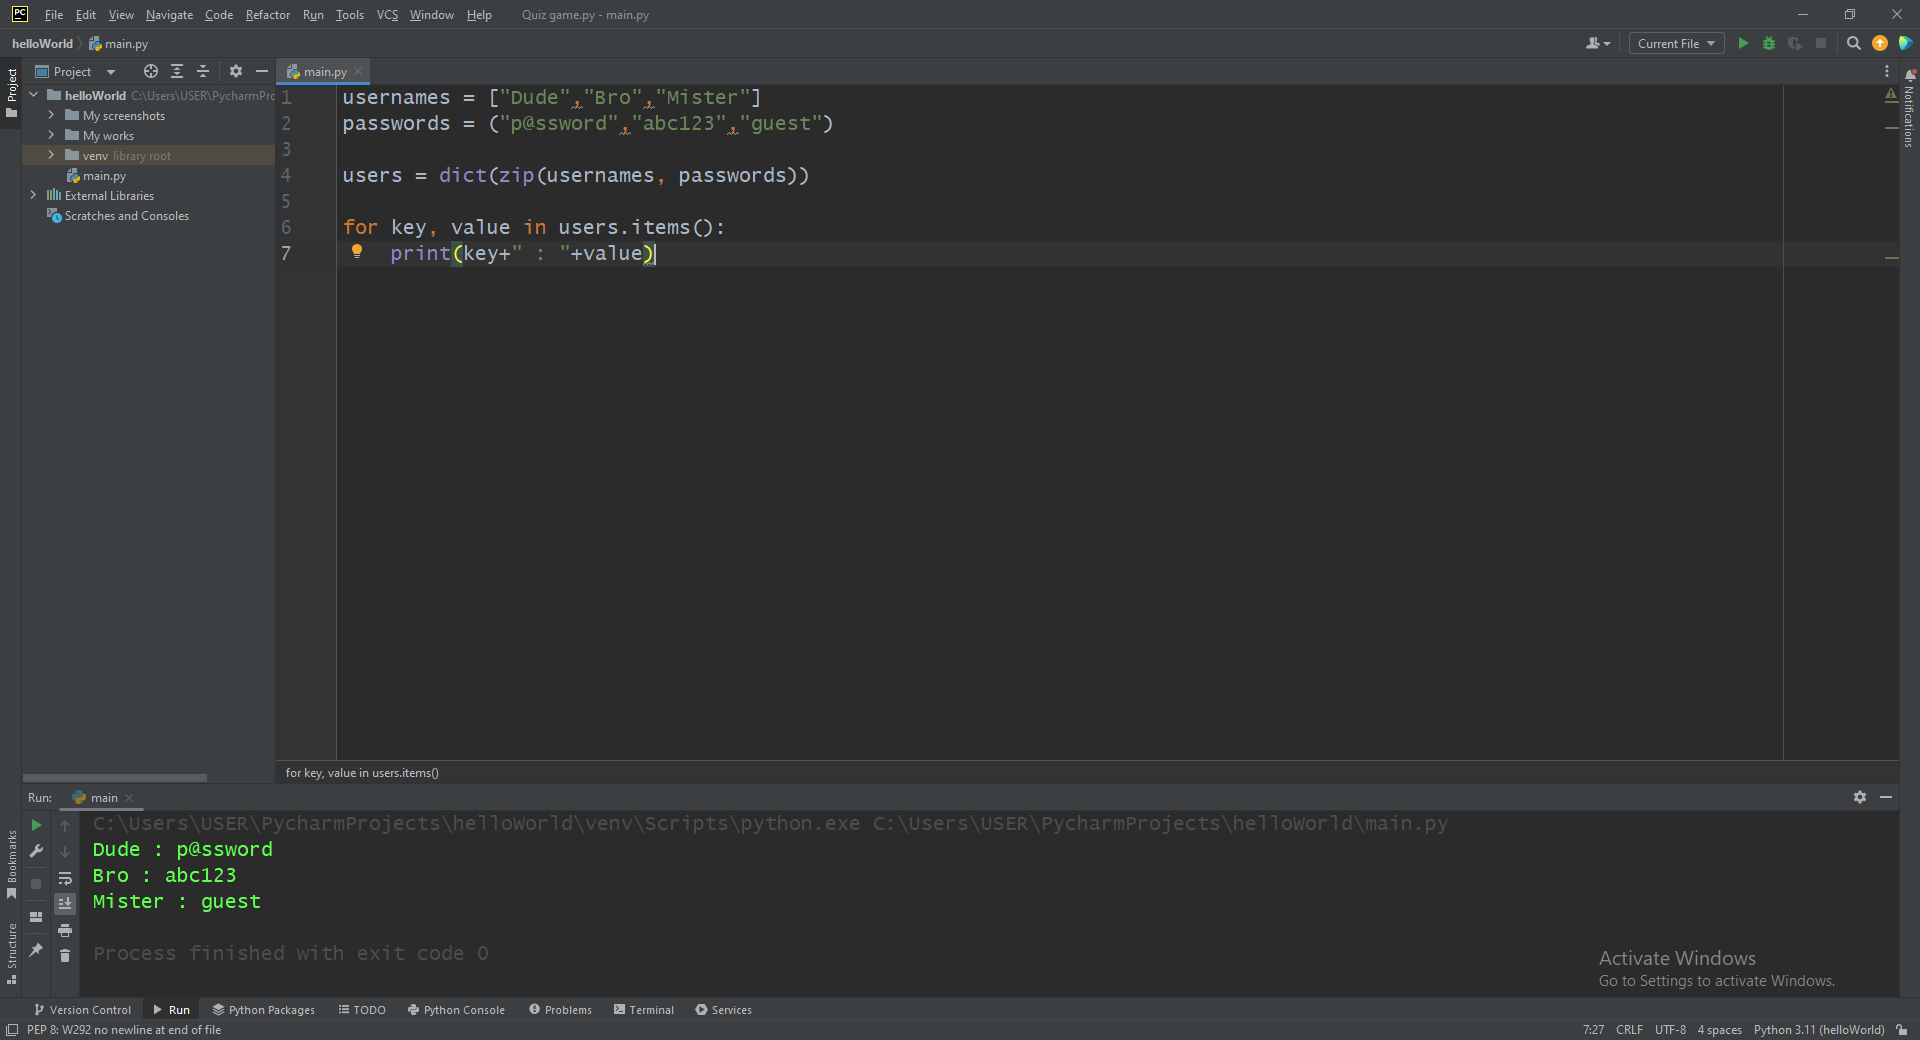 PC File Edit View Navigate Code Refactor Run Tools VCS Window Help Quiz game.py - main.py
helloWorld main.py Current File
Project
Project
main.py
Notifications
helloWorld C:\Users\USER\PycharmPro
My screenshots
My works
venv library root
main.py
External Libraries
Scratches and Consoles
1 usernames = ["Dude","Bro","Mister"]
2 passwords = ("p@ssword","abc123","guest")
3
4 users = dict(zip(usernames, passwords))
5
6 for key, value in users.items():
7 print(key+" : "+value)
for key, value in users.items()
Run: main
Bookmarks
Structure
C:\Users\USER\PycharmProjects\helloWorld\venv\Scripts\python.exe C:\Users\USER\PycharmProjects\helloWorld\main.py
Dude : p@ssword
Bro : abc123
Mister : guest
Process finished with exit code 0
Activate Windows
Go to Settings to activate Windows.
Version Control Run Python Packages TODO Python Console Problems Terminal Services
PEP 8: W292 no newline at end of file 7:27 CRLF UTF-8 4 spaces Python 3.11 (helloWorld)